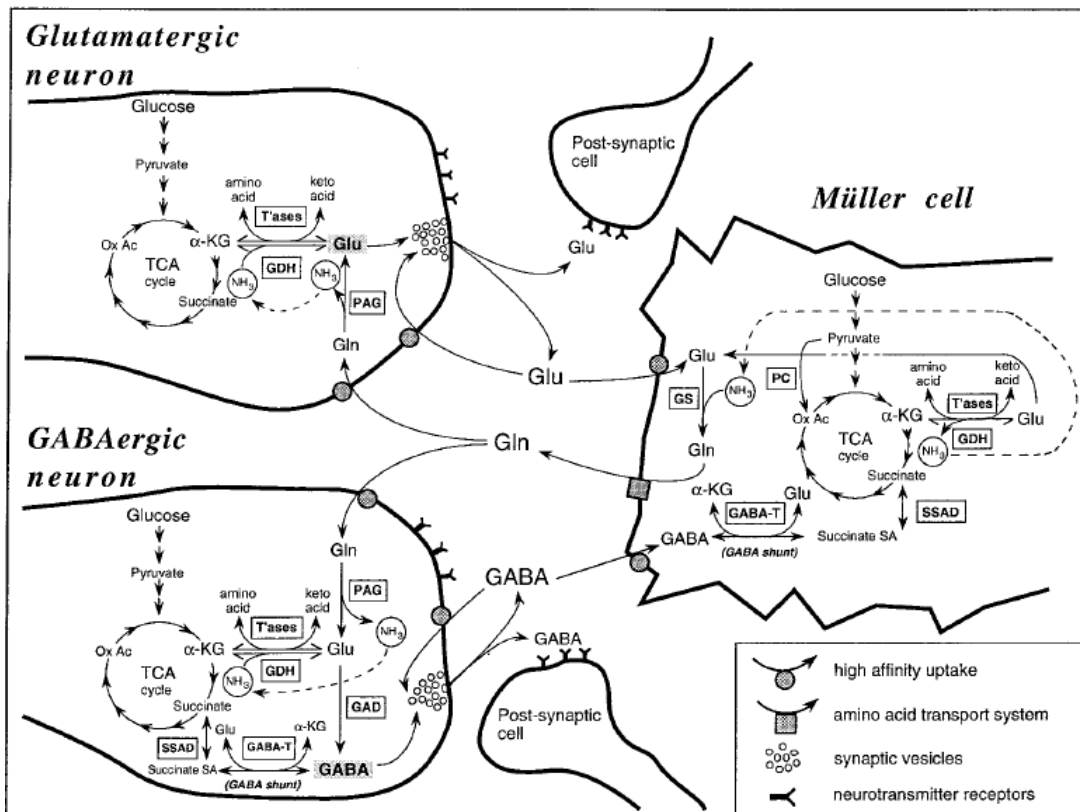 Glutamatergic
neuron
Glucose
Pyruvate
Ox Ac
TCA
cycle
α-KG
Succinate
amino
acid
keto
acid
T'ases
GDH
NH3
NH3
Glu
PAG
Gln
Post-synaptic
cell
Glu
Glu
Gln
GABA
GABA
Post-synaptic
cell
Müller cell
Glucose
Pyruvate
PC
Glu
GS
NH3
Gln
Ox Ac
TCA
cycle
α-KG
Succinate
amino
acid
keto
acid
T'ases
GDH
NH3
Glu
SSAD
α-KG
Glu
GABA-T
GABA
(GABA shunt)
Succinate SA
GABAergic
neuron
Glucose
Pyruvate
Ox Ac
TCA
cycle
α-KG
Succinate
amino
acid
keto
acid
T'ases
GDH
NH3
Gln
PAG
NH3
Glu
GAD
SSAD
Glu
GABA-T
α-KG
Succinate SA
(GABA shunt)
GABA
high affinity uptake
amino acid transport system
synaptic vesicles
neurotransmitter receptors